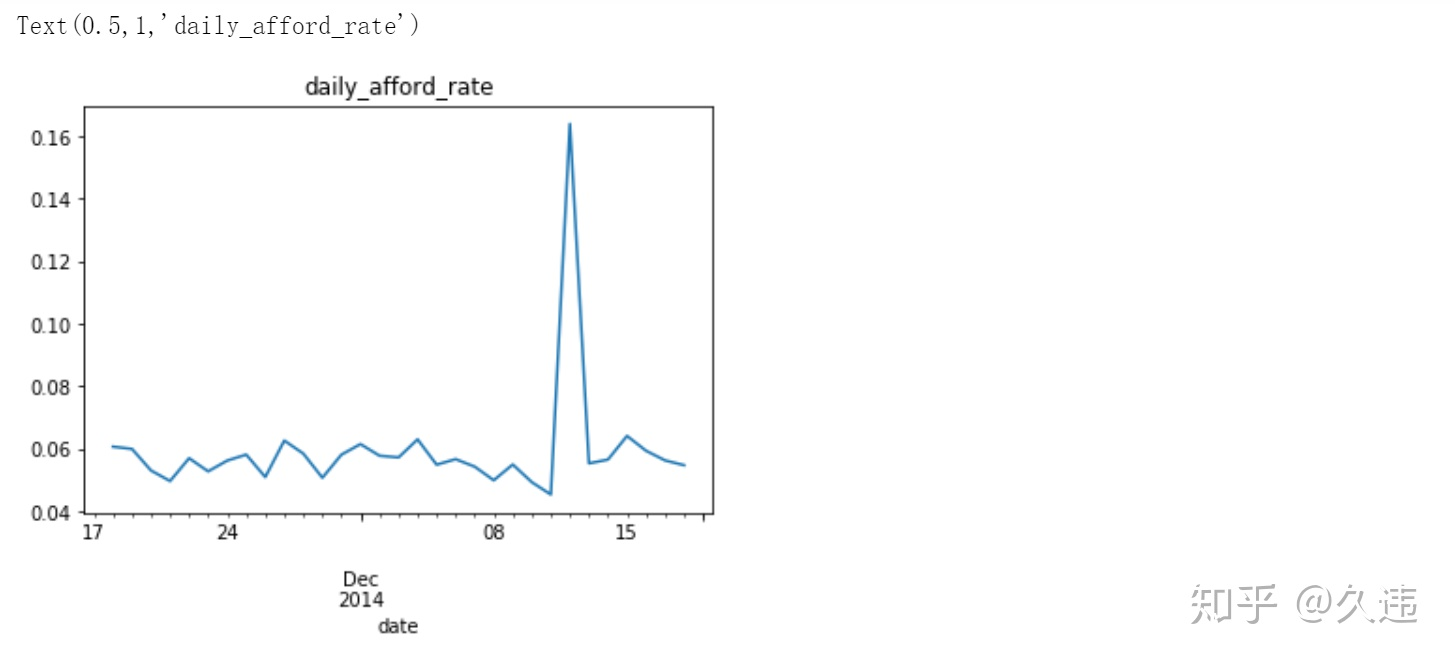 Text(0.5,1,'daily_afford_rate')
daily_afford_rate
0.16
0.14
0.12
0.10
0.08
0.06
0.04
17 24 08 15
Dec
2014
date
知乎 @久违